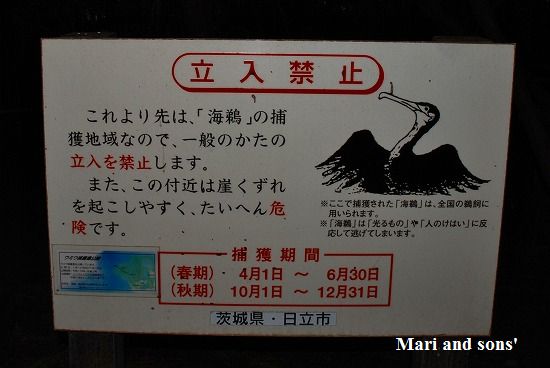 立入禁止
これより先は、「海鵜」の捕
獲地域なので、一般のかたの
立入を禁止します。
また、この付近は崖くずれ
を起こしやすく、たいへん危
険です。
※ここで捕獲された「海鵜」は、全国の鵜飼に
用いられます。
※「海鵜」は「光るもの」や「人のけはい」に反
応して逃げてしまいます。
捕獲期間
(春期) 4月1日 ～ 6月30日
(秋期) 10月1日 ～ 12月31日
茨城県・日立市
Mari and sons'